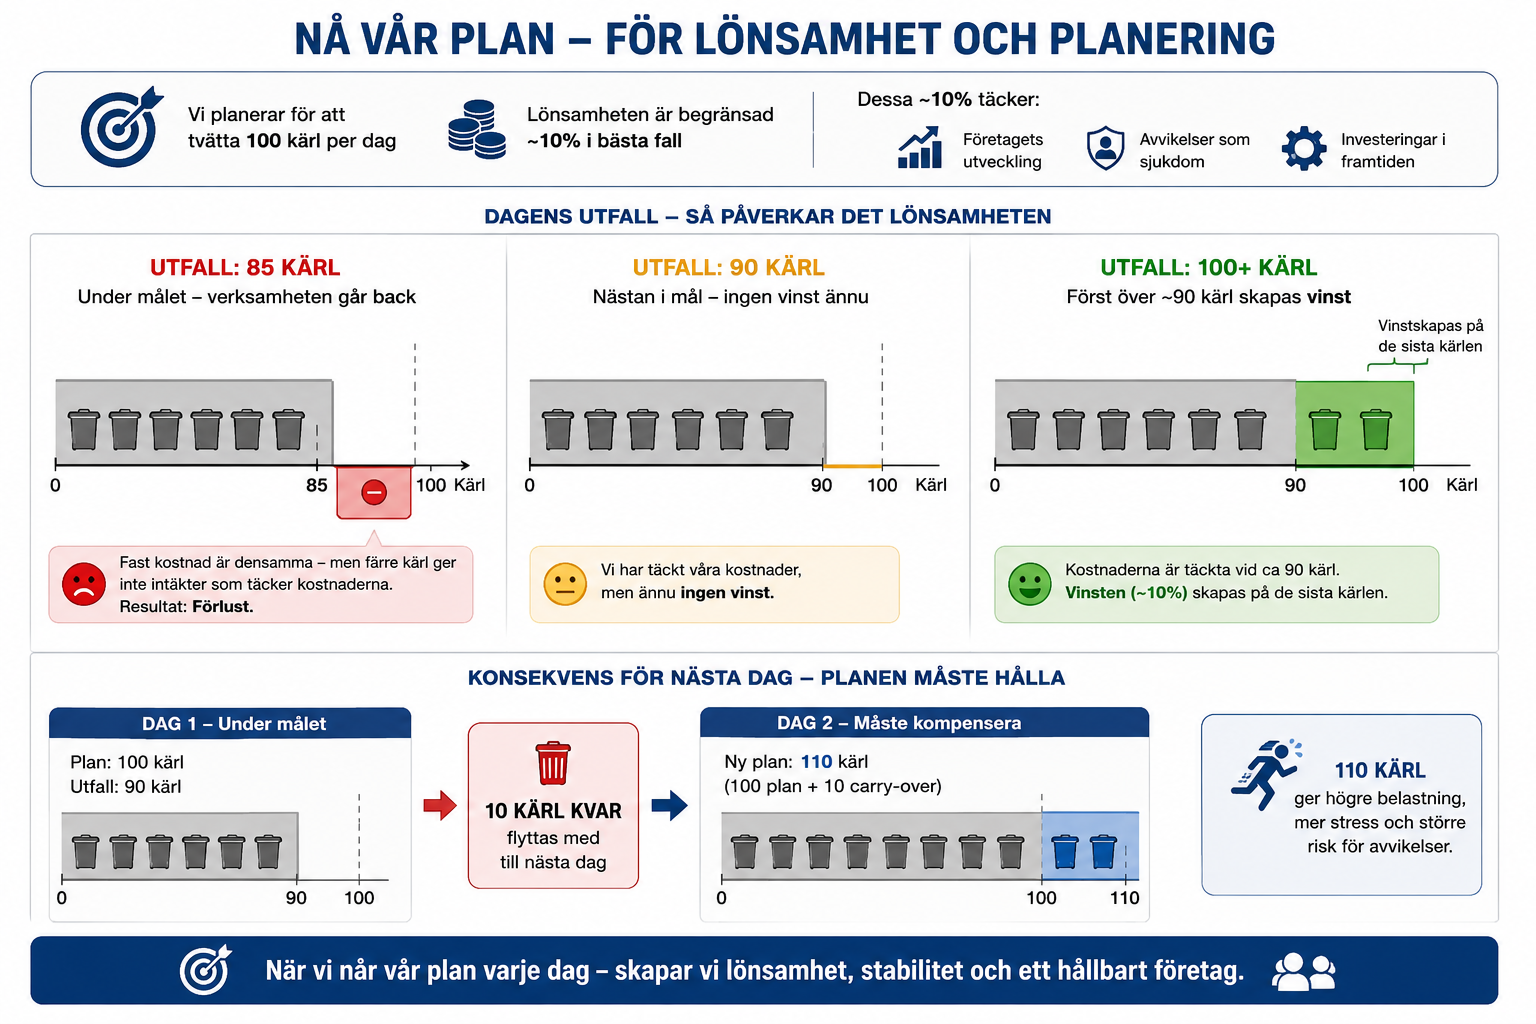 NÅ VÅR PLAN – FÖR LÖNSAMHET OCH PLANERING
Vi planerar för att
tvätta 100 kärl per dag
Lönsamheten är begränsad
~10% i bästa fall
Dessa ~10% täcker:
Företagets
utveckling
Avvikelser som
sjukdom
Investeringar i
framtiden
DAGENS UTFALL – SÅ PÅVERKAR DET LÖNSAMHETEN
UTFALL: 85 KÄRL
Under målet – verksamheten går back
0
85
100 Kärl
Fast kostnad är densamma – men färre kärl ger
inte intäkter som täcker kostnaderna.
Resultat: Förlust.
UTFALL: 90 KÄRL
Nästan i mål – ingen vinst ännu
0
90
100
Kärl
Vi har täckt våra kostnader,
men ännu ingen vinst.
UTFALL: 100+ KÄRL
Först över ~90 kärl skapas vinst
Vinstskapas på
de sista kärlen
0
90
100
Kärl
Kostnaderna är täckta vid ca 90 kärl.
Vinsten (~10%) skapas på de sista kärlen.
KONSEKVENS FÖR NÄSTA DAG – PLANEN MÅSTE HÅLLA
DAG 1 – Under målet
Plan: 100 kärl
Utfall: 90 kärl
0
90
100
10 KÄRL KVAR
flyttas med
till nästa dag
DAG 2 – Måste kompensera
Ny plan: 110 kärl
(100 plan + 10 carry-over)
0
100
110
110 KÄRL
ger högre belastning,
mer stress och större
risk för avvikelser.
När vi når vår plan varje dag – skapar vi lönsamhet, stabilitet och ett hållbart företag.